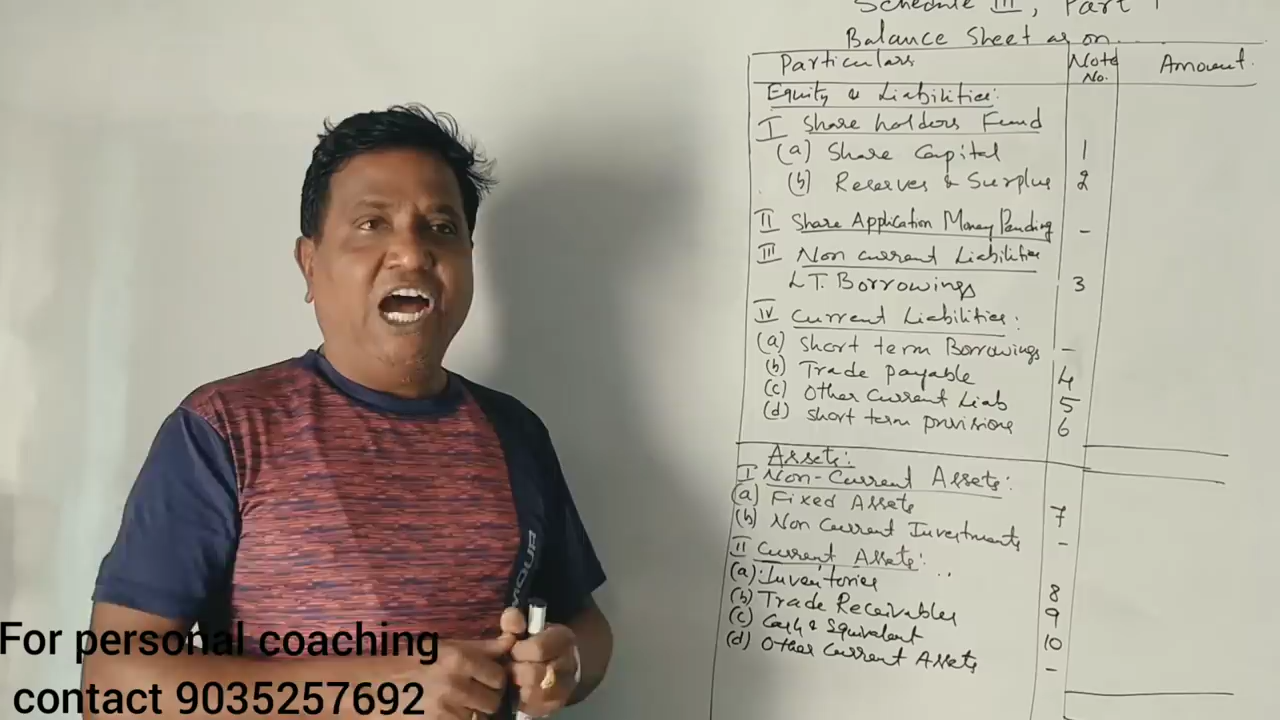 Schedule III, Part I
Balance Sheet as on....
Particulars Note No. Amount.
Equity & Liabilities:
I Share holders Fund
(a) Share Capital 1
(b) Reserves & Surplus 2
II Share Application Money Pending -
III Non current Liabilities
L.T. Borrowings 3
IV Current Liabilities:
(a) Short term Borrowings -
(b) Trade payable 4
(c) Other Current Liab 5
(d) Short term provisions 6
Assets:
I Non-Current Assets:
(a) Fixed Assets 7
(b) Non Current Investments -
II Current Assets:
(a) Inventories 8
(b) Trade Receivables 9
(c) Cash & Equivalent 10
(d) Other Current Assets -
For personal coaching
contact 9035257692